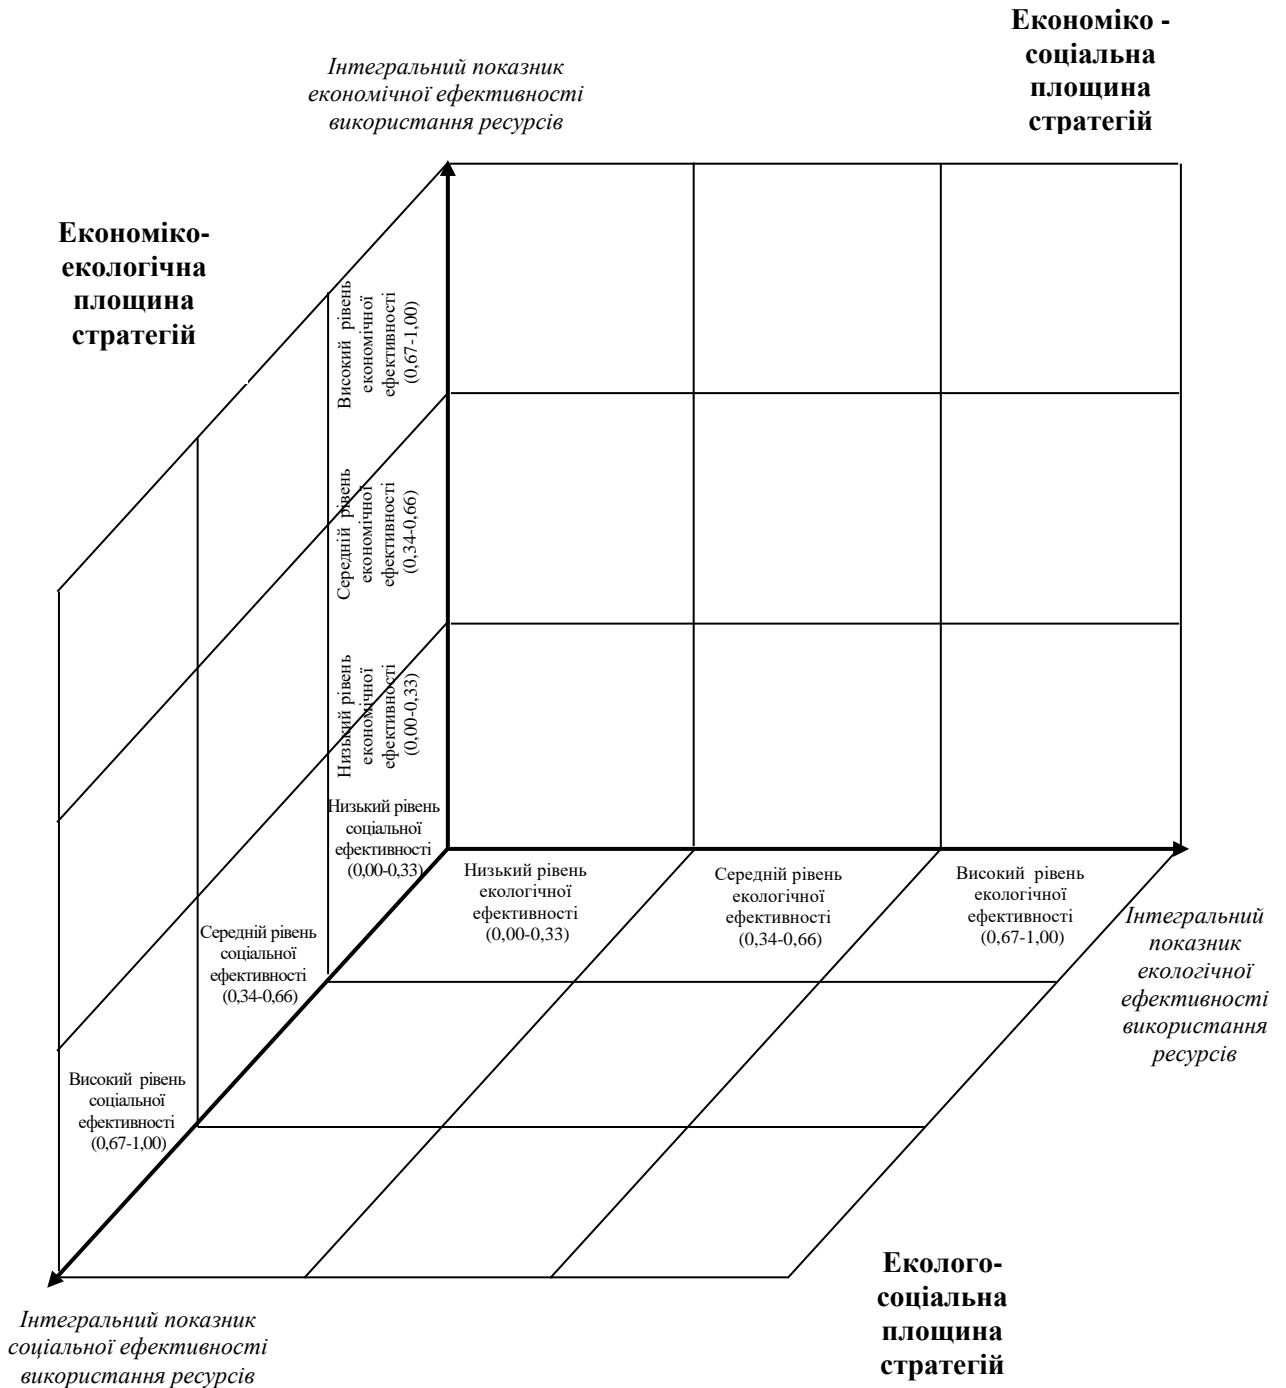 Економіко -
соціальна
площина
стратегій
Інтегральний показник
економічної ефективності
використання ресурсів
Економіко-
екологічна
площина
стратегій
Високий рівень
економічної
ефективності
(0,67-1,00)
Середній рівень
економічної
ефективності
(0,34-0,66)
Низький рівень
економічної
ефективності
(0,00-0,33)
Низький рівень
соціальної
ефективності
(0,00-0,33)
Низький рівень
екологічної
ефективності
(0,00-0,33)
Середній рівень
екологічної
ефективності
(0,34-0,66)
Високий рівень
екологічної
ефективності
(0,67-1,00)
Інтегральний
показник
екологічної
ефективності
використання
ресурсів
Середній рівень
соціальної
ефективності
(0,34-0,66)
Високий рівень
соціальної
ефективності
(0,67-1,00)
Еколого-
соціальна
площина
стратегій
Інтегральний показник
соціальної ефективності
використання ресурсів